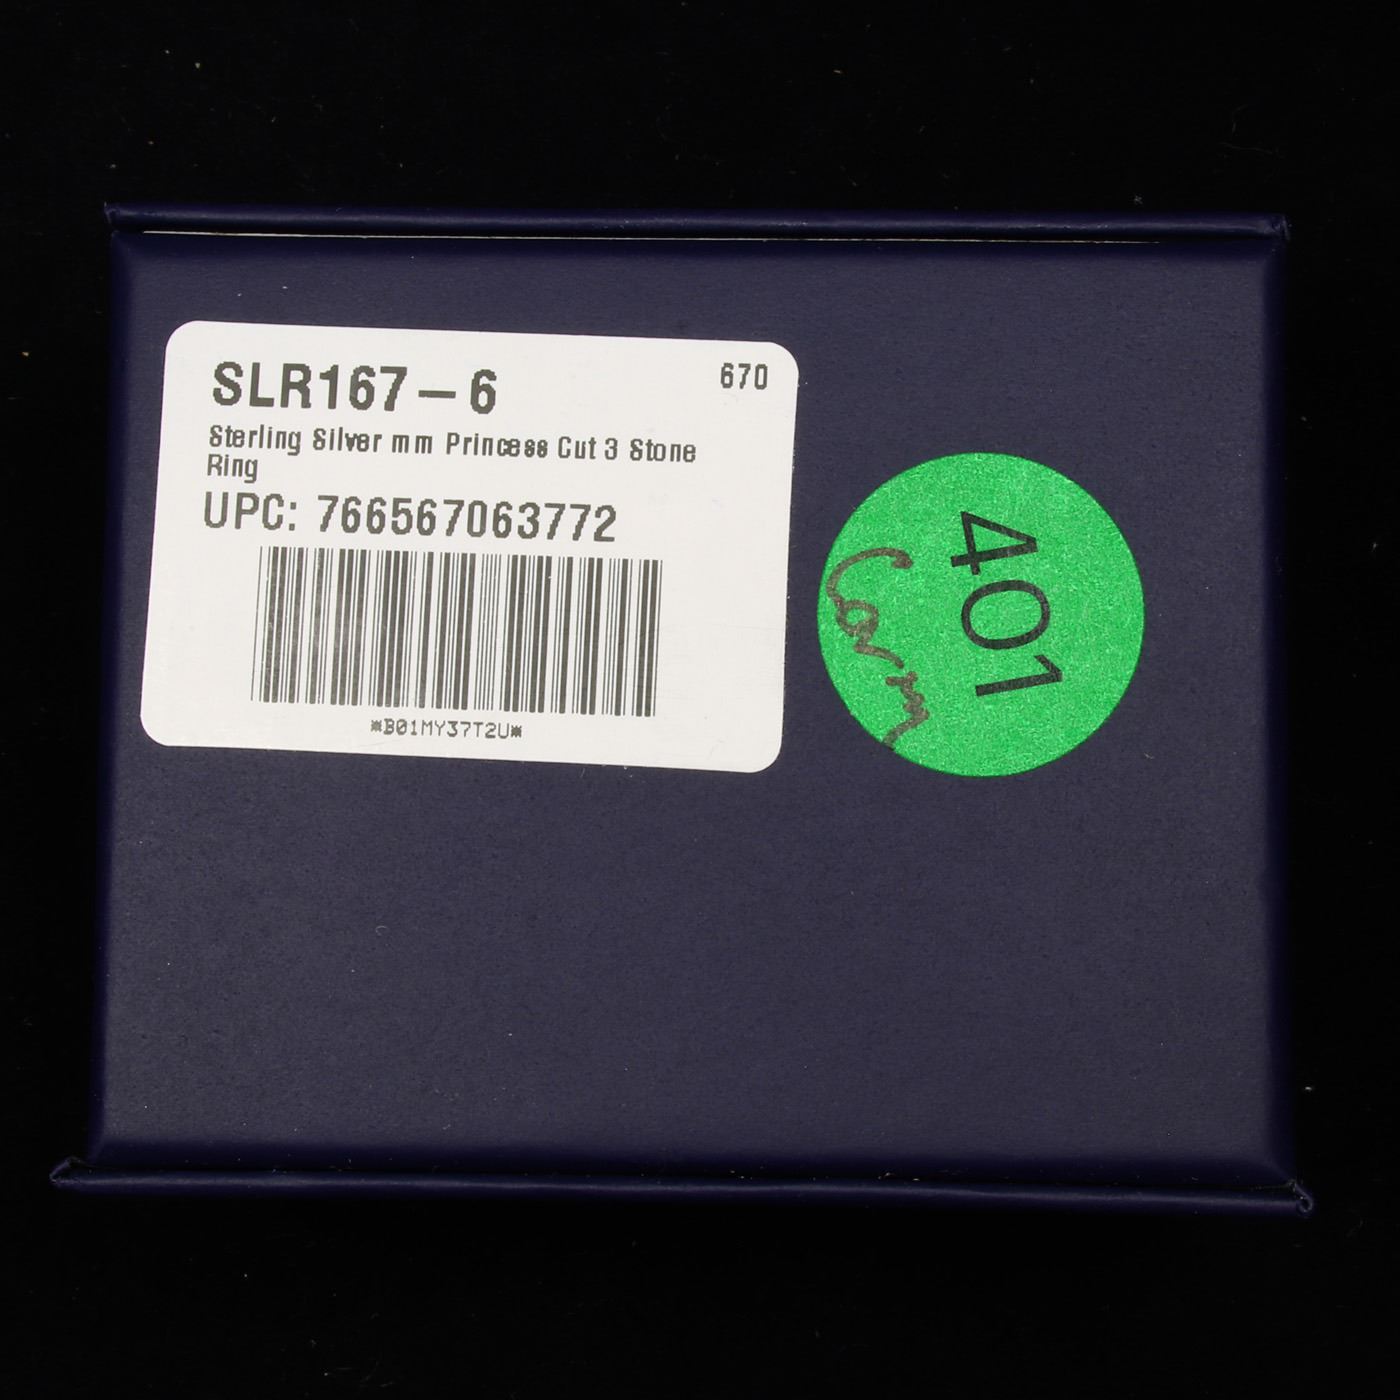 SLR167-6
670
Sterling Silver mm Princess Cut 3 Stone
Ring
UPC: 766567063772
*B01MY37T2U*
401